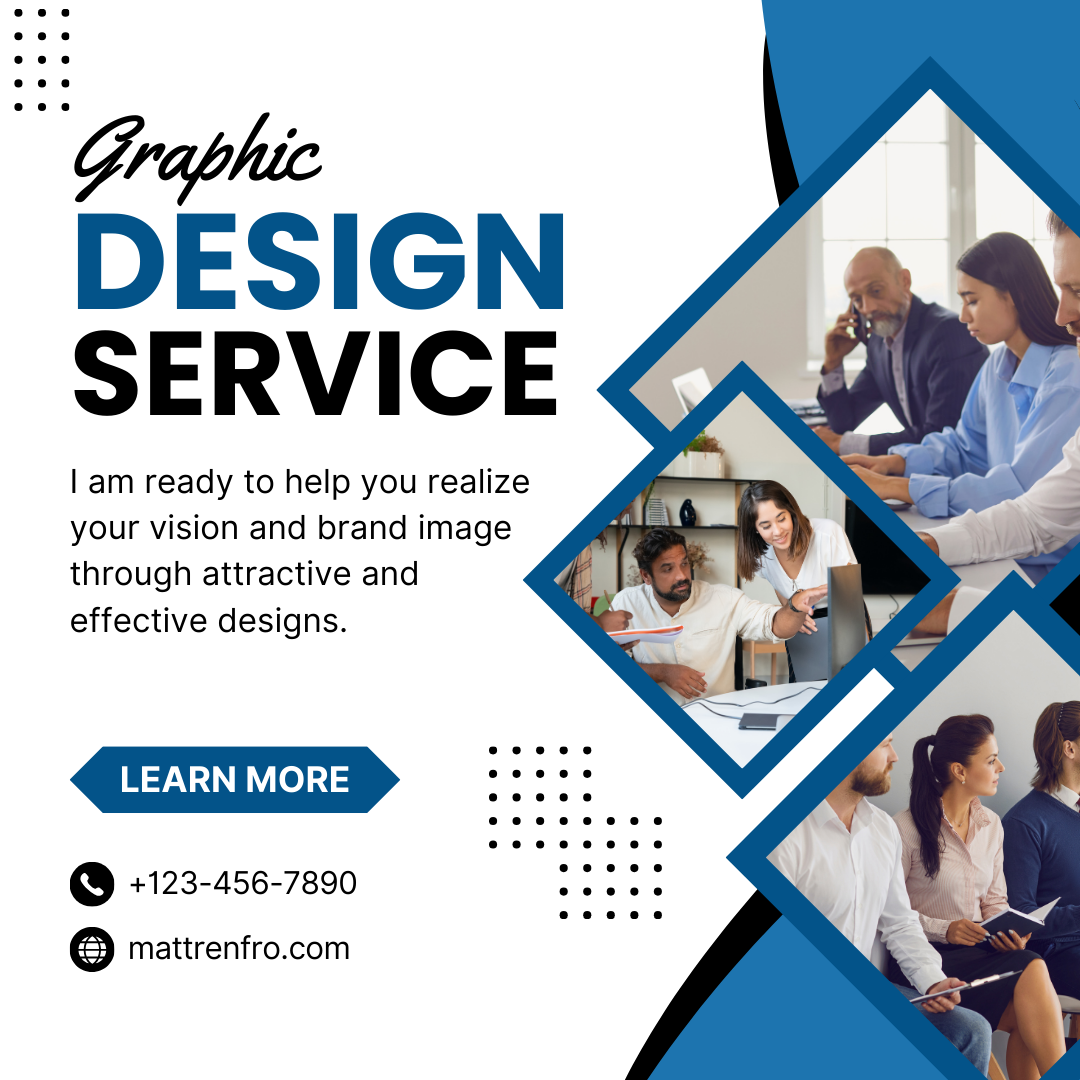 Graphic
DESIGN
SERVICE
I am ready to help you realize
your vision and brand image
through attractive and
effective designs.
LEARN MORE
+123-456-7890
mattrenfro.com